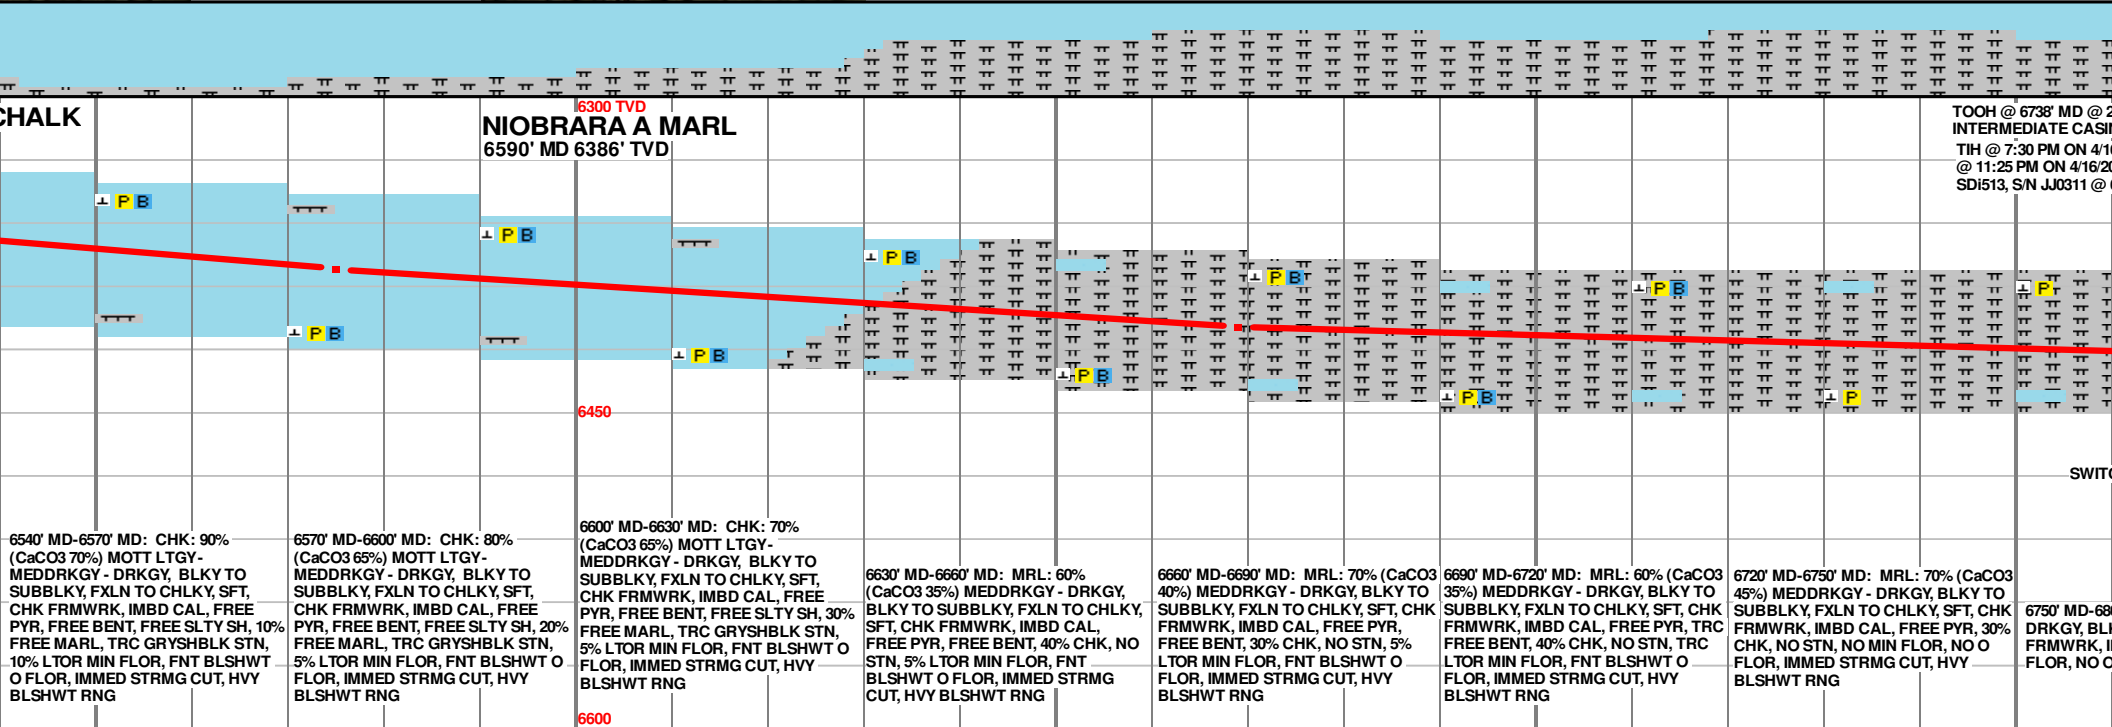 CHALK
6300 TVD
NIOBRARA A MARL
6590' MD 6386' TVD
TOOH @ 6738' MD @
INTERMEDIATE
TIH @ 7:30 PM ON
@ 11:25 PM ON
SDi513, S/N JJ0311 @
P B
P B
P B
P B
P B
P B
P B
P B
P B
P
P
6450
6540' MD-6570' MD: CHK: 90%
(CaCO3 70%) MOTT LTGY-
MEDDRKGY - DRKGY, BLKY TO
SUBBLKY, FXLN TO CHLKY, SFT,
CHK FRMWRK, IMBD CAL, FREE
PYR, FREE BENT, FREE SLTY SH, 10%
FREE MARL, TRC GRYSHBLK STN,
10% LTOR MIN FLOR, FNT BLSHWT
O FLOR, IMMED STRMG CUT, HVY
BLSHWT RNG
6570' MD-6600' MD: CHK: 80%
(CaCO3 65%) MOTT LTGY-
MEDDRKGY - DRKGY, BLKY TO
SUBBLKY, FXLN TO CHLKY, SFT,
CHK FRMWRK, IMBD CAL, FREE
PYR, FREE BENT, FREE SLTY SH, 20%
FREE MARL, TRC GRYSHBLK STN,
5% LTOR MIN FLOR, FNT BLSHWT O
FLOR, IMMED STRMG CUT, HVY
BLSHWT RNG
6600' MD-6630' MD: CHK: 70%
(CaCO3 65%) MOTT LTGY-
MEDDRKGY - DRKGY, BLKY TO
SUBBLKY, FXLN TO CHLKY, SFT,
CHK FRMWRK, IMBD CAL, FREE
PYR, FREE BENT, FREE SLTY SH, 30%
FREE MARL, TRC GRYSHBLK STN,
5% LTOR MIN FLOR, FNT BLSHWT O
FLOR, IMMED STRMG CUT, HVY
BLSHWT RNG
6600
6630' MD-6660' MD: MRL: 60%
(CaCO3 35%) MEDDRKGY - DRKGY,
BLKY TO SUBBLKY, FXLN TO CHLKY,
SFT, CHK FRMWRK, IMBD CAL,
FREE PYR, FREE BENT, 40% CHK, NO
STN, 5% LTOR MIN FLOR, FNT
BLSHWT O FLOR, IMMED STRMG
CUT, HVY BLSHWT RNG
6660' MD-6690' MD: MRL: 70% (CaCO3
40%) MEDDRKGY - DRKGY, BLKY TO
SUBBLKY, FXLN TO CHLKY, SFT, CHK
FRMWRK, IMBD CAL, FREE PYR,
FREE BENT, 30% CHK, NO STN, 5%
LTOR MIN FLOR, FNT BLSHWT O
FLOR, IMMED STRMG CUT, HVY
BLSHWT RNG
6690' MD-6720' MD: MRL: 60% (CaCO3
35%) MEDDRKGY - DRKGY, BLKY TO
SUBBLKY, FXLN TO CHLKY, SFT, CHK
FRMWRK, IMBD CAL, FREE PYR, TRC
FREE BENT, 40% CHK, NO STN, TRC
LTOR MIN FLOR, FNT BLSHWT O
FLOR, IMMED STRMG CUT, HVY
BLSHWT RNG
6720' MD-6750' MD: MRL: 70% (CaCO3
45%) MEDDRKGY - DRKGY, BLKY TO
SUBBLKY, FXLN TO CHLKY, SFT, CHK
FRMWRK, IMBD CAL, FREE PYR, 30%
CHK, NO STN, NO MIN FLOR, NO O
FLOR, IMMED STRMG CUT, HVY
BLSHWT RNG
6750'
DRKGY,
FRMWRK,
FLOR, NO O